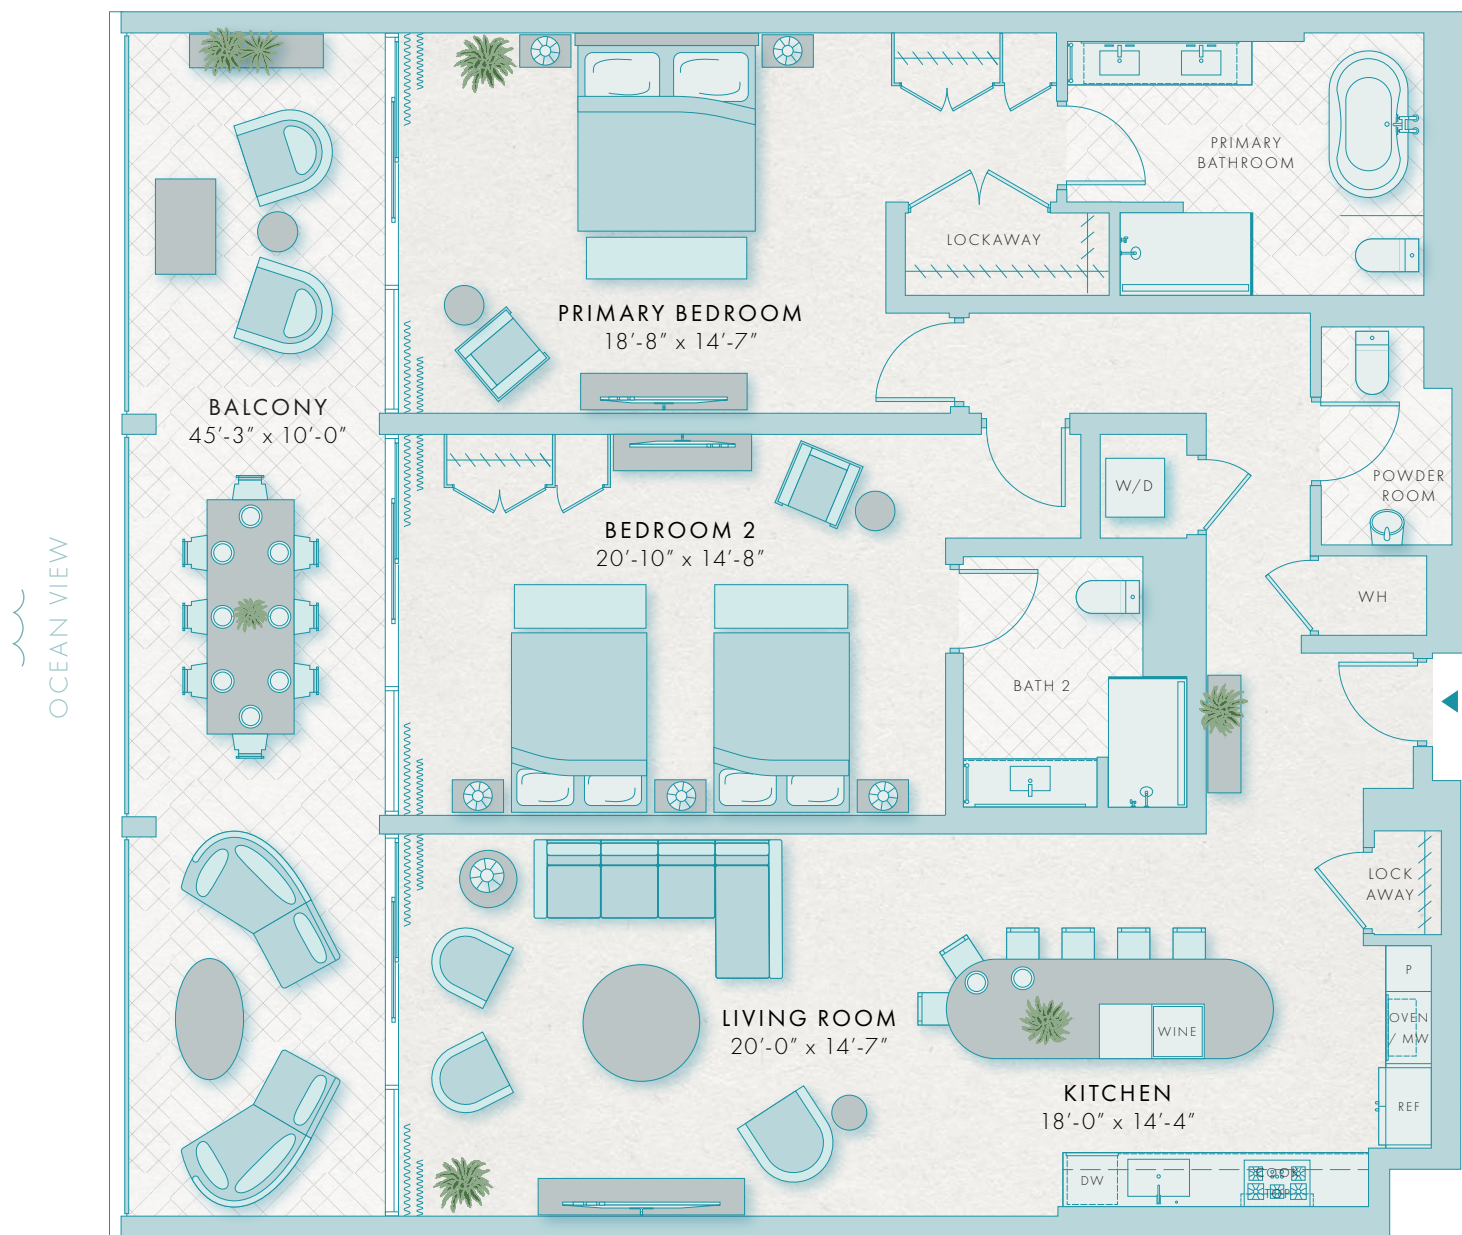 PRIMARY
BATHROOM
LOCKAWAY
PRIMARY BEDROOM
18’-8” x 14’-7”
BALCONY
45’-3” x 10’-0”
POWDER
ROOM
W/D
BEDROOM 2
20’-10” x 14’-8”
OCEAN VIEW
WH
BATH 2
LOCK
AWAY
P
OVEN
/ MW
LIVING ROOM
20’-0” x 14’-7”
WINE
KITCHEN
18’-0” x 14’-4”
REF
DW
COOK
TOP